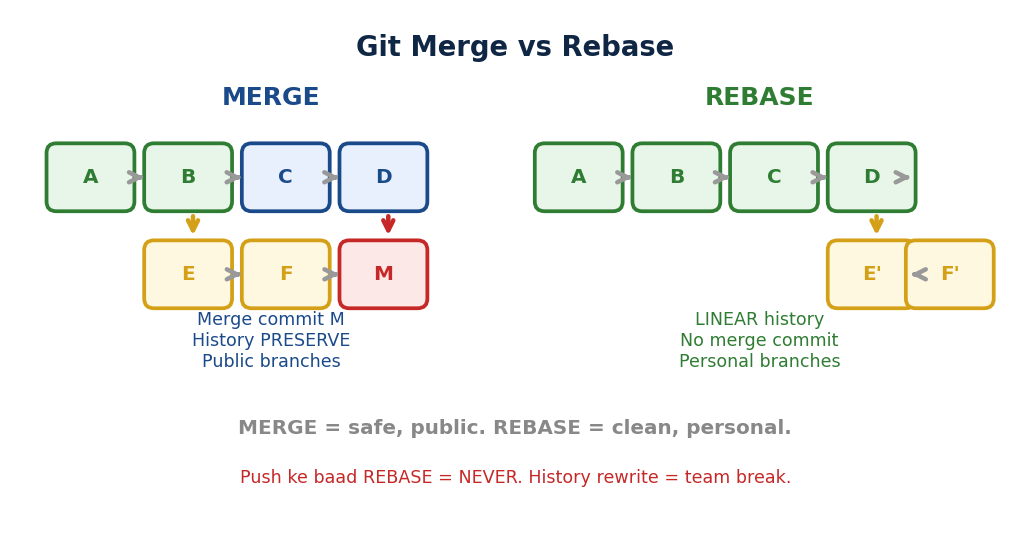 Git Merge vs Rebase
MERGE
REBASE
A
B
C
D
A
B
C
D
E
F
M
E'
F'
Merge commit M
History PRESERVE
Public branches
LINEAR history
No merge commit
Personal branches
MERGE = safe, public. REBASE = clean, personal.
Push ke baad REBASE = NEVER. History rewrite = team break.